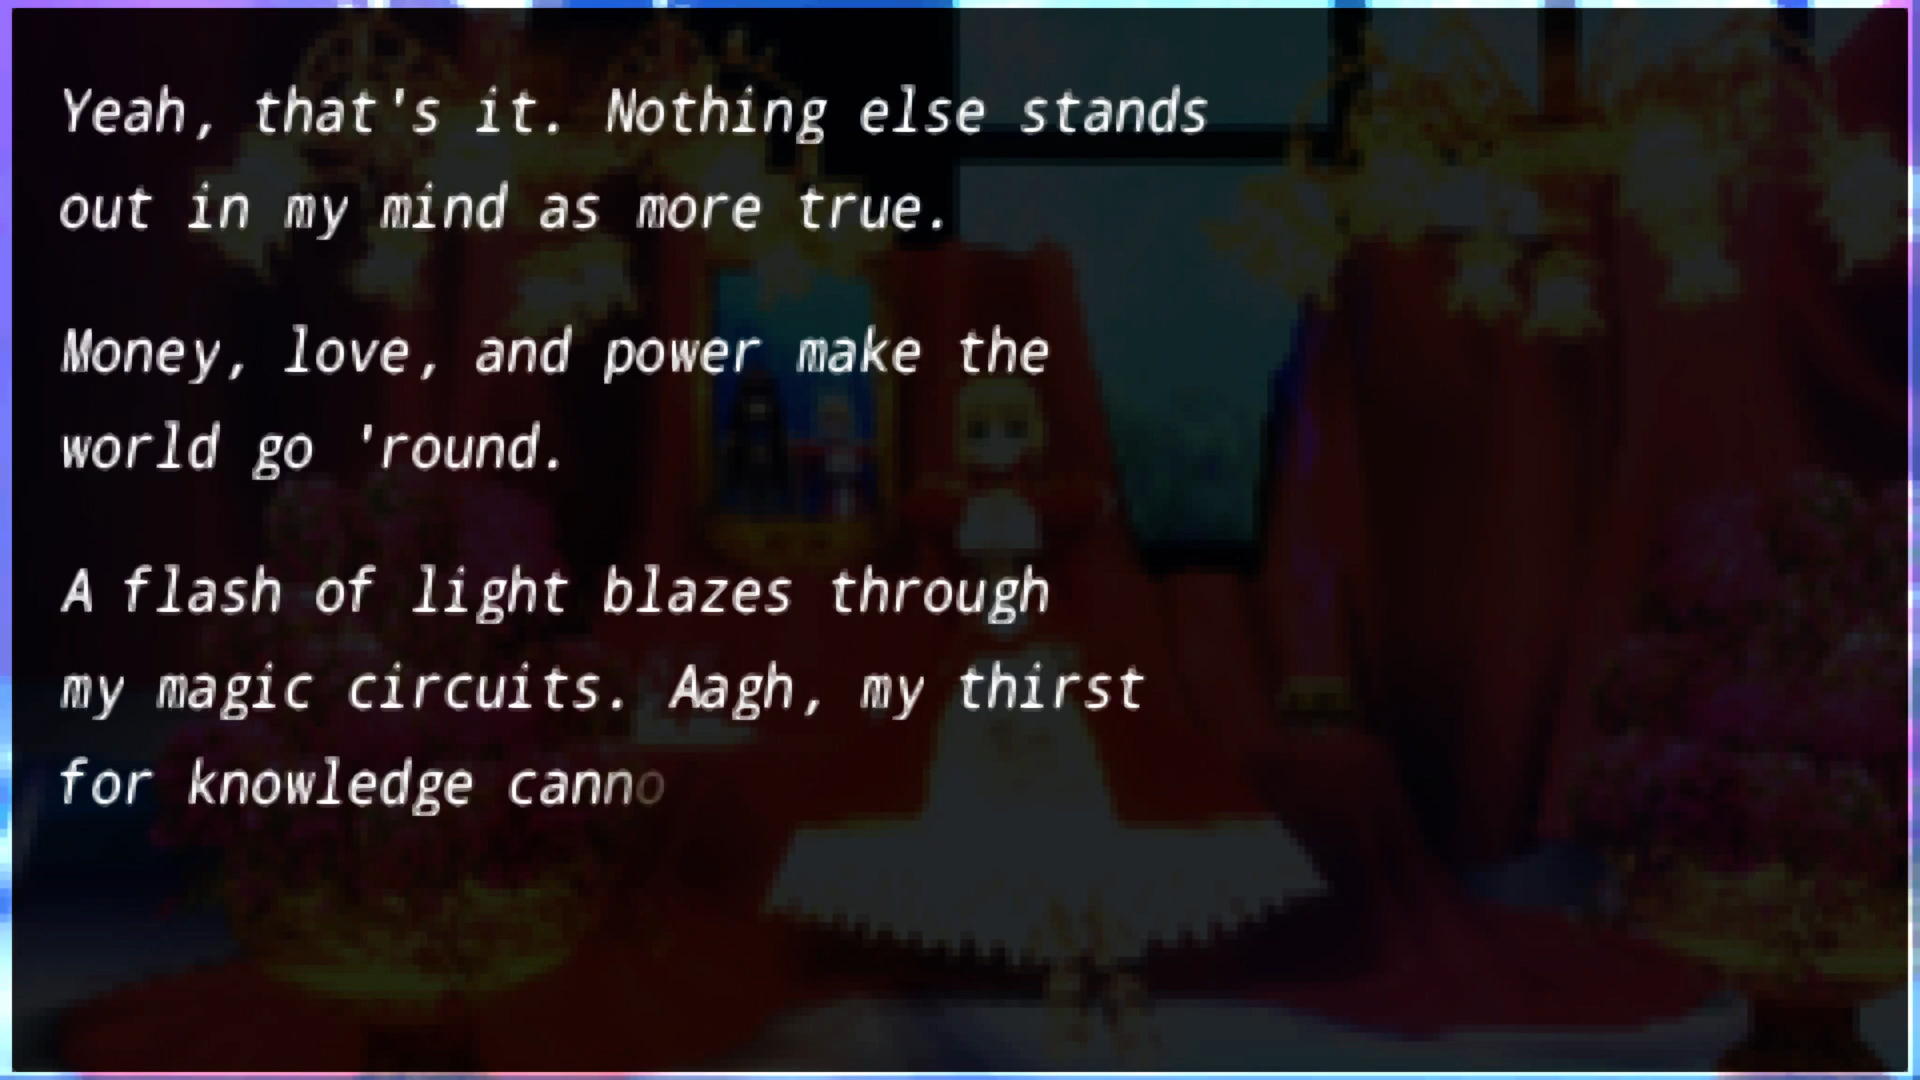 Yeah, that's it. Nothing else stands
out in my mind as more true.
Money, love, and power make the
world go 'round.
A flash of light blazes through
my magic circuits. Aagh, my thirst
for knowledge canno